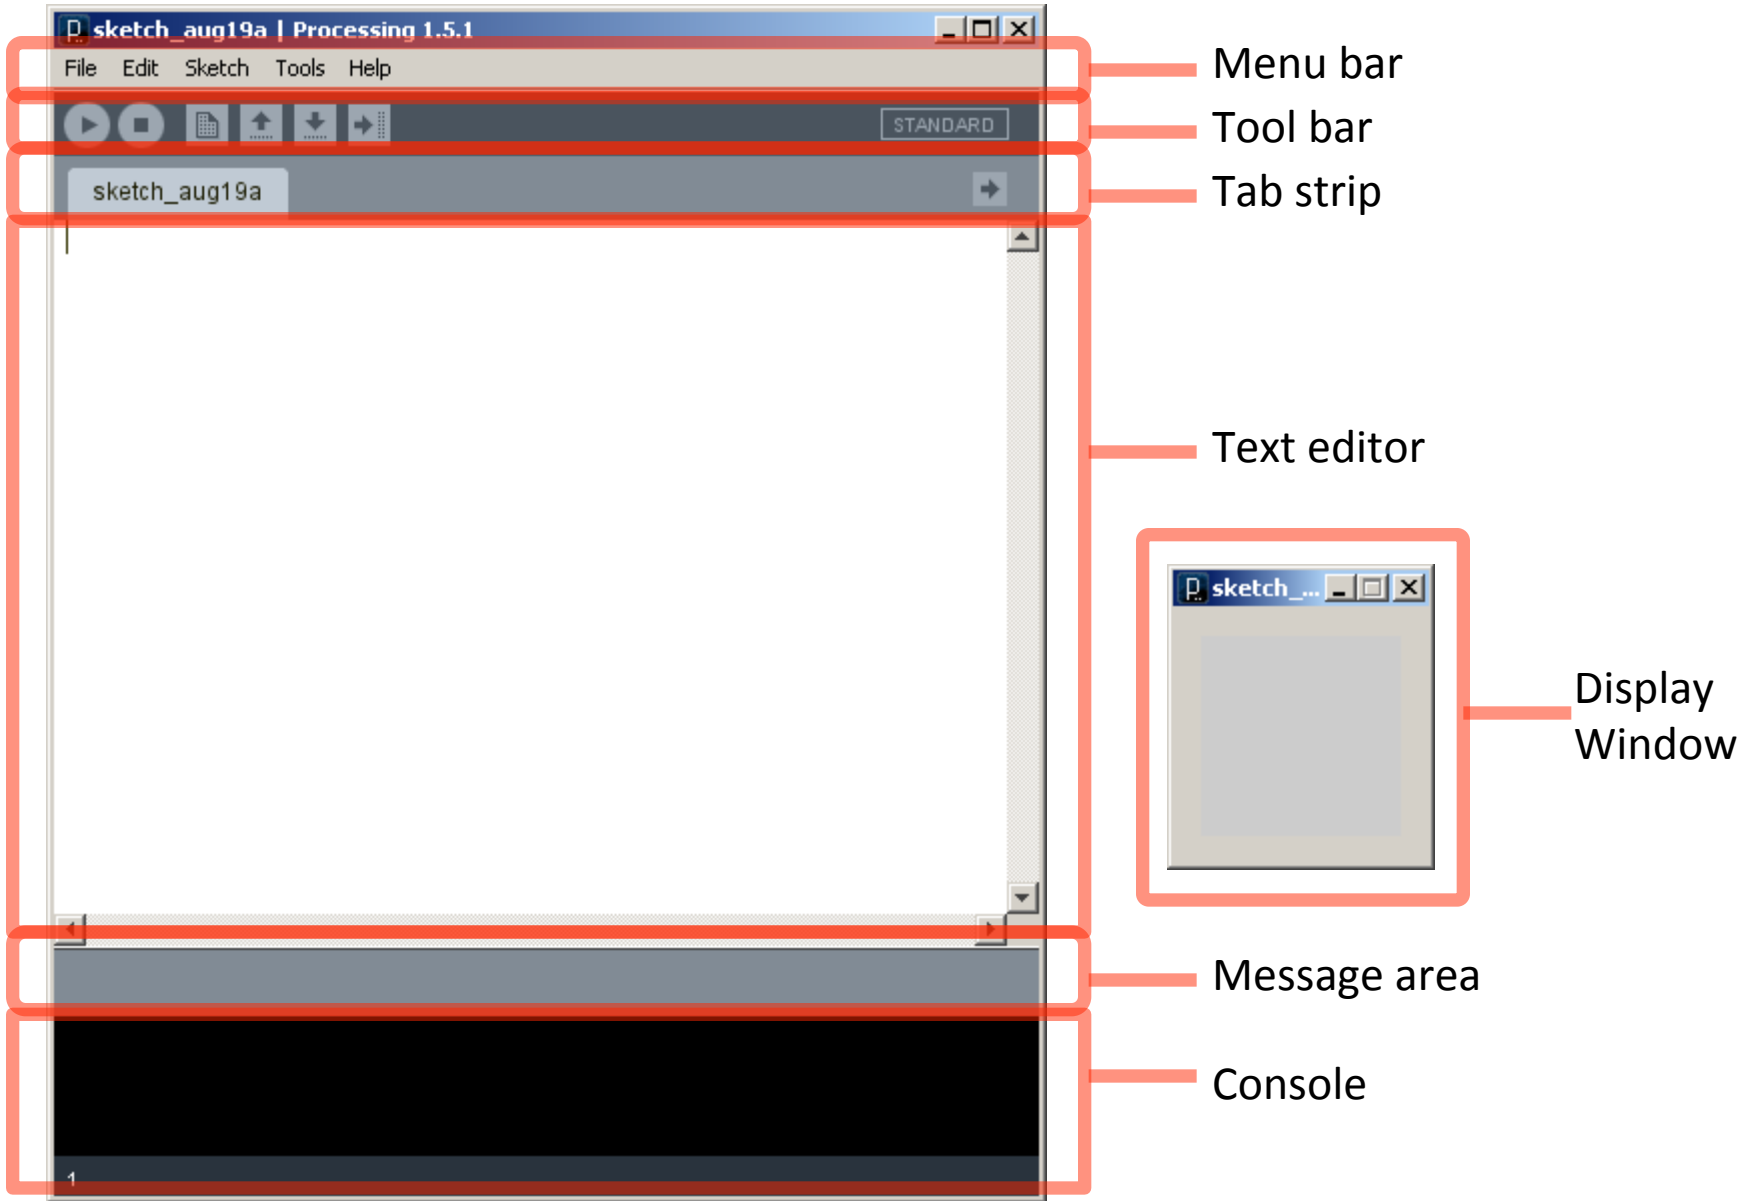 sketch_aug19a | Processing 1.5.1
File Edit Sketch Tools Help
Menu bar
STANDARD
Tool bar
sketch_aug19a
Tab strip
Text editor
sketch_...
Display
Window
Message area
Console
1